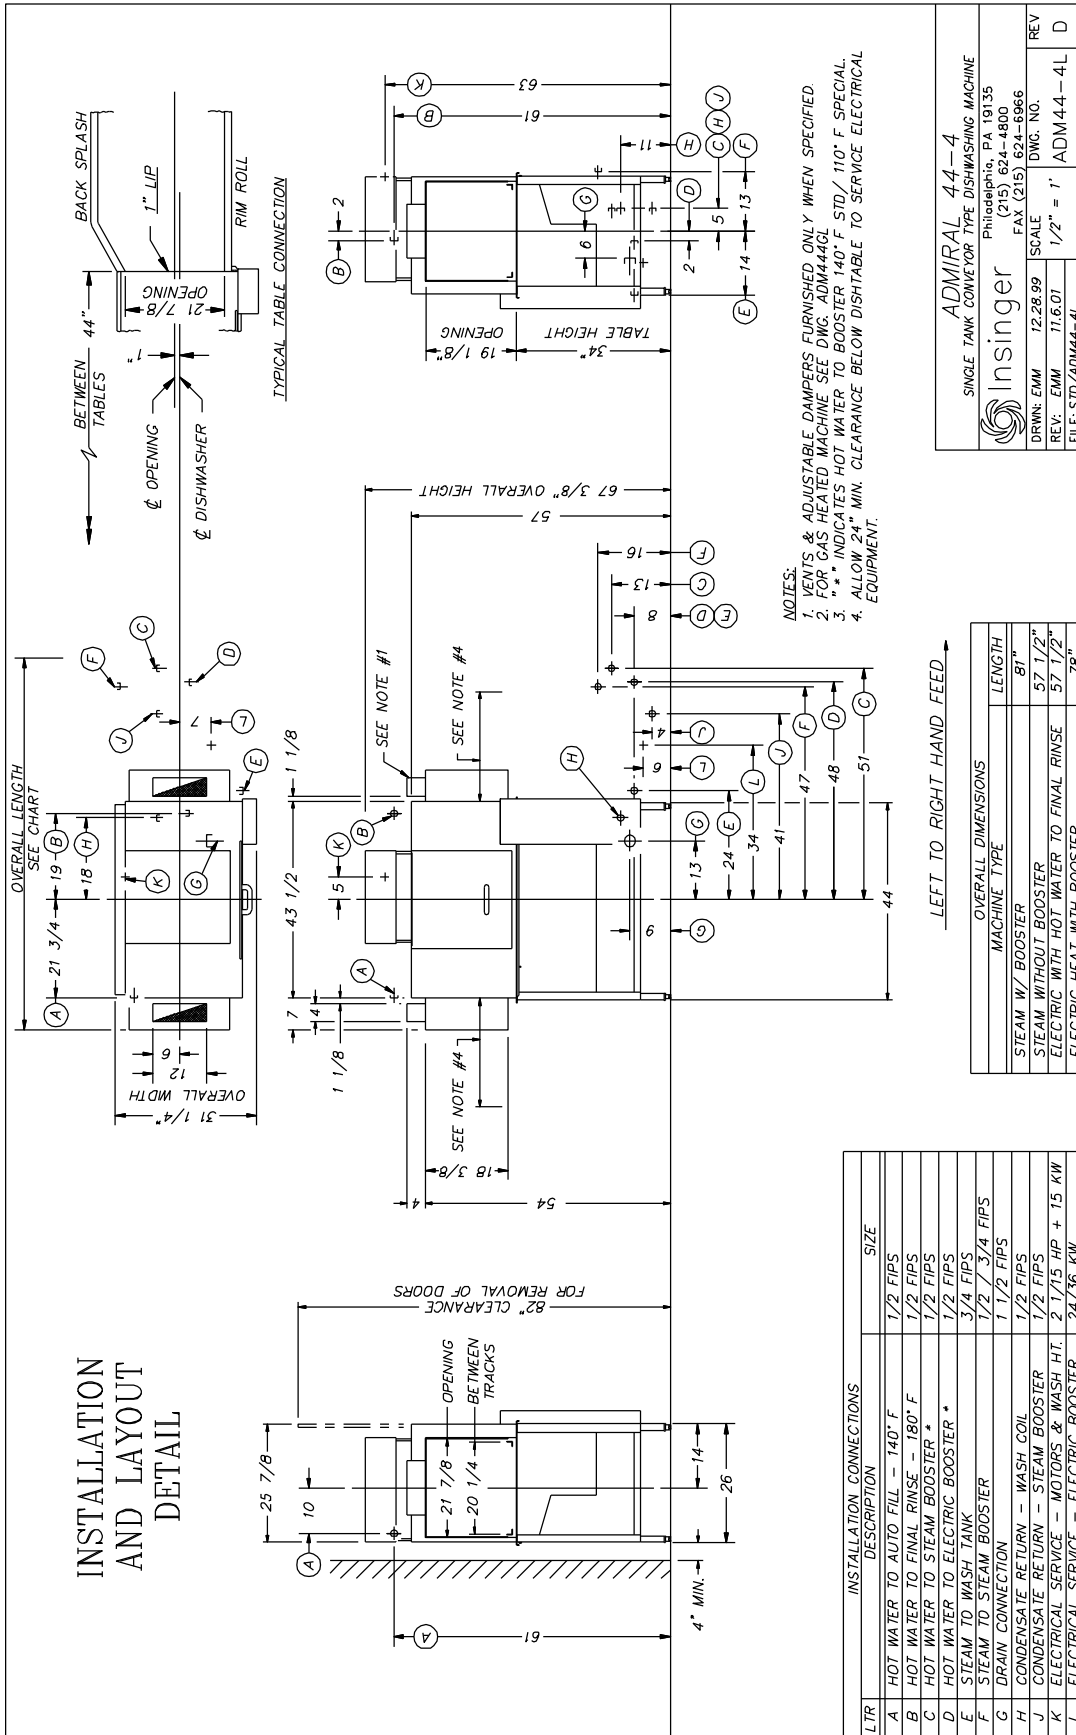 INSTALLATION
AND LAYOUT
DETAIL
OVERALL LENGTH
SEE CHART
A
21 3/4
19
B
18
H
K
G
E
L
7
J
F
C
D
6
12
OVERALL WIDTH
31 1/4"
BETWEEN 44"
TABLES
BACK SPLASH
1" LIP
RIM ROLL
21 7/8
OPENING
1"
℄ OPENING
℄ DISHWASHER
TYPICAL TABLE CONNECTION
25 7/8
10
A
A
61
82" CLEARANCE
FOR REMOVAL OF DOORS
21 7/8 OPENING
20 1/4 BETWEEN
TRACKS
14
26
4" MIN.
4
54
18 3/8
SEE NOTE #4
1 1/8
7
4
A
43 1/2
5
K
B
1 1/8
SEE NOTE #1
SEE NOTE #4
67 3/8" OVERALL HEIGHT
57
H
16
F
13
C
8
D
E
4
J
6
L
9
G
13
G
24
E
34
L
41
J
47
F
48
D
51
C
44
B
2
K
63
B
61
19 1/8"
OPENING
34"
TABLE HEIGHT
G
6
11
H
E
14
2
D
5
C
H
J
13
F
NOTES:
1. VENTS & ADJUSTABLE DAMPERS FURNISHED ONLY WHEN SPECIFIED.
2. FOR GAS HEATED MACHINE SEE DWG. ADM444GL
3. "*" INDICATES HOT WATER TO BOOSTER 140° F STD/ 110° F SPECIAL.
4. ALLOW 24" MIN. CLEARANCE BELOW DISHTABLE TO SERVICE ELECTRICAL
EQUIPMENT.
LEFT TO RIGHT HAND FEED
INSTALLATION CONNECTIONS
LTR DESCRIPTION SIZE
A HOT WATER TO AUTO FILL - 140° F 1/2 FIPS
B HOT WATER TO FINAL RINSE - 180° F 1/2 FIPS
C HOT WATER TO STEAM BOOSTER * 1/2 FIPS
D HOT WATER TO ELECTRIC BOOSTER * 1/2 FIPS
E STEAM TO WASH TANK 3/4 FIPS
F STEAM TO STEAM BOOSTER 1/2 / 3/4 FIPS
G DRAIN CONNECTION 1 1/2 FIPS
H CONDENSATE RETURN - WASH COIL 1/2 FIPS
J CONDENSATE RETURN - STEAM BOOSTER 1/2 FIPS
K ELECTRICAL SERVICE - MOTORS & WASH HT. 2 1/15 HP + 15 KW
L ELECTRICAL SERVICE - ELECTRIC BOOSTER 24/36 KW
OVERALL DIMENSIONS
MACHINE TYPE LENGTH
STEAM W/ BOOSTER 81"
STEAM WITHOUT BOOSTER 57 1/2"
ELECTRIC WITH HOT WATER TO FINAL RINSE 57 1/2"
ELECTRIC HEAT WITH BOOSTER 78"
ADMIRAL 44-4
SINGLE TANK CONVEYOR TYPE DISHWASHING MACHINE
Insinger
Philadelphia, PA 19135
(215) 624-4800
FAX (215) 624-6966
DRWN: EMM 12.28.99 SCALE DWG. NO. REV
REV: EMM 11.6.01 1/2" = 1' ADM44-4L D
FILE: STD/ADM44-4L